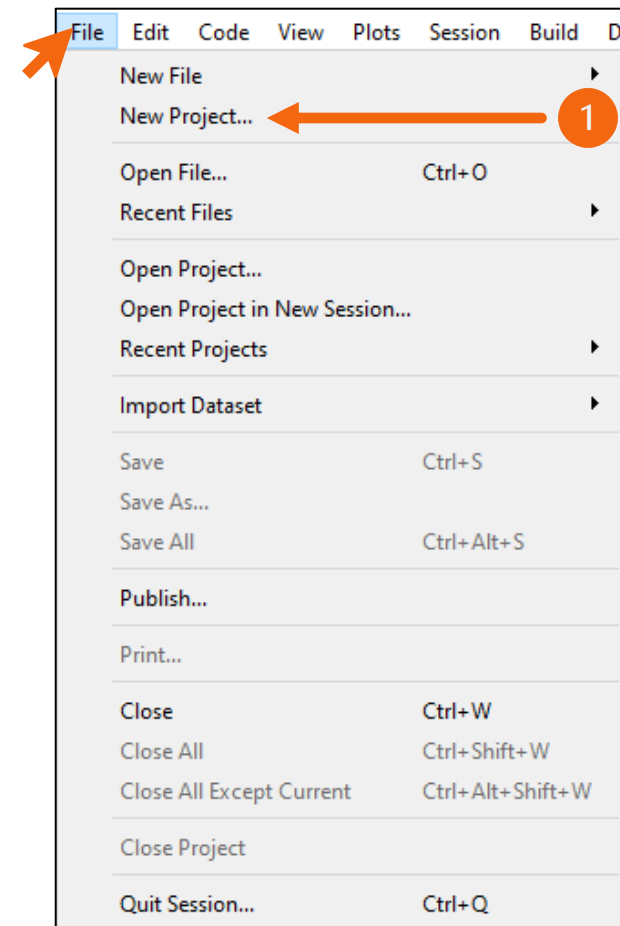 File Edit Code View Plots Session Build D
New File
New Project... 1
Open File... Ctrl+O
Recent Files
Open Project...
Open Project in New Session...
Recent Projects
Import Dataset
Save Ctrl+S
Save As...
Save All Ctrl+Alt+S
Publish...
Print...
Close Ctrl+W
Close All Ctrl+Shift+W
Close All Except Current Ctrl+Alt+Shift+W
Close Project
Quit Session... Ctrl+Q